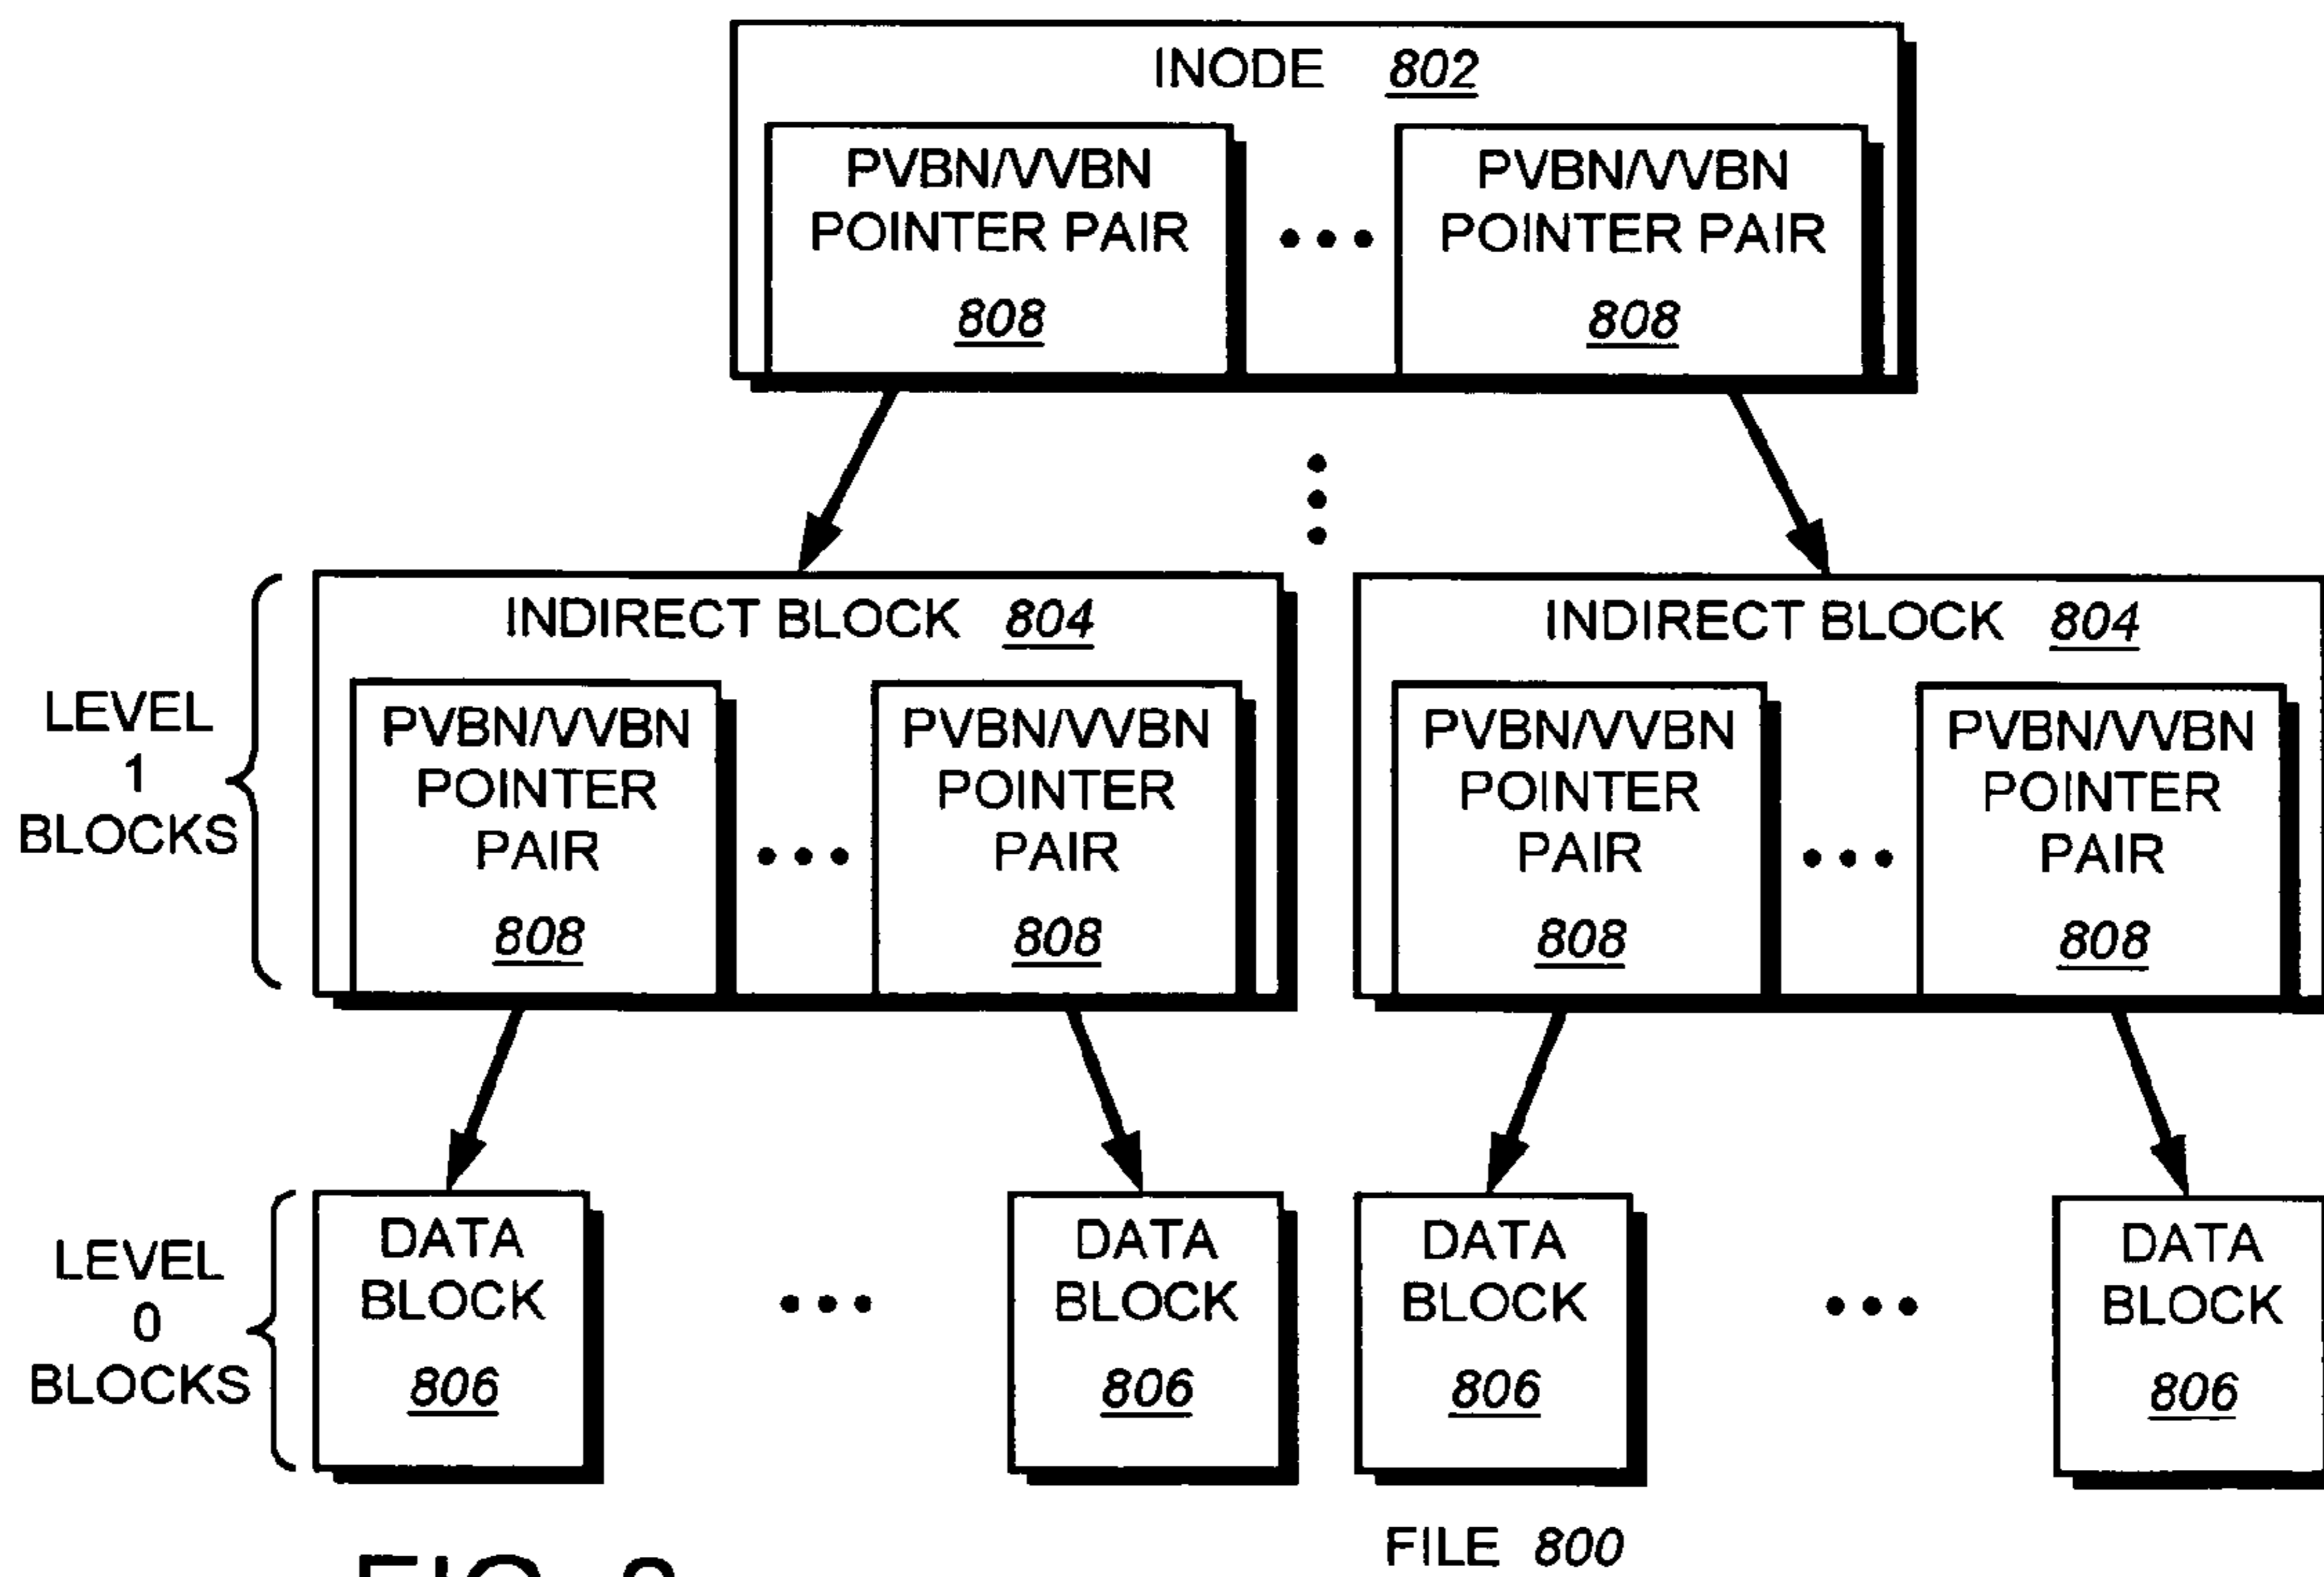 INODE 802
PVBN/VVBN
POINTER PAIR
808
PVBN/VVBN
POINTER PAIR
808
LEVEL
1
BLOCKS
INDIRECT BLOCK 804
PVBN/VVBN
POINTER
PAIR
808
PVBN/VVBN
POINTER
PAIR
808
INDIRECT BLOCK 804
PVBN/VVBN
POINTER
PAIR
808
PVBN/VVBN
POINTER
PAIR
808
LEVEL
0
BLOCKS
DATA
BLOCK
806
DATA
BLOCK
806
DATA
BLOCK
806
DATA
BLOCK
806
FILE 800
FIG.